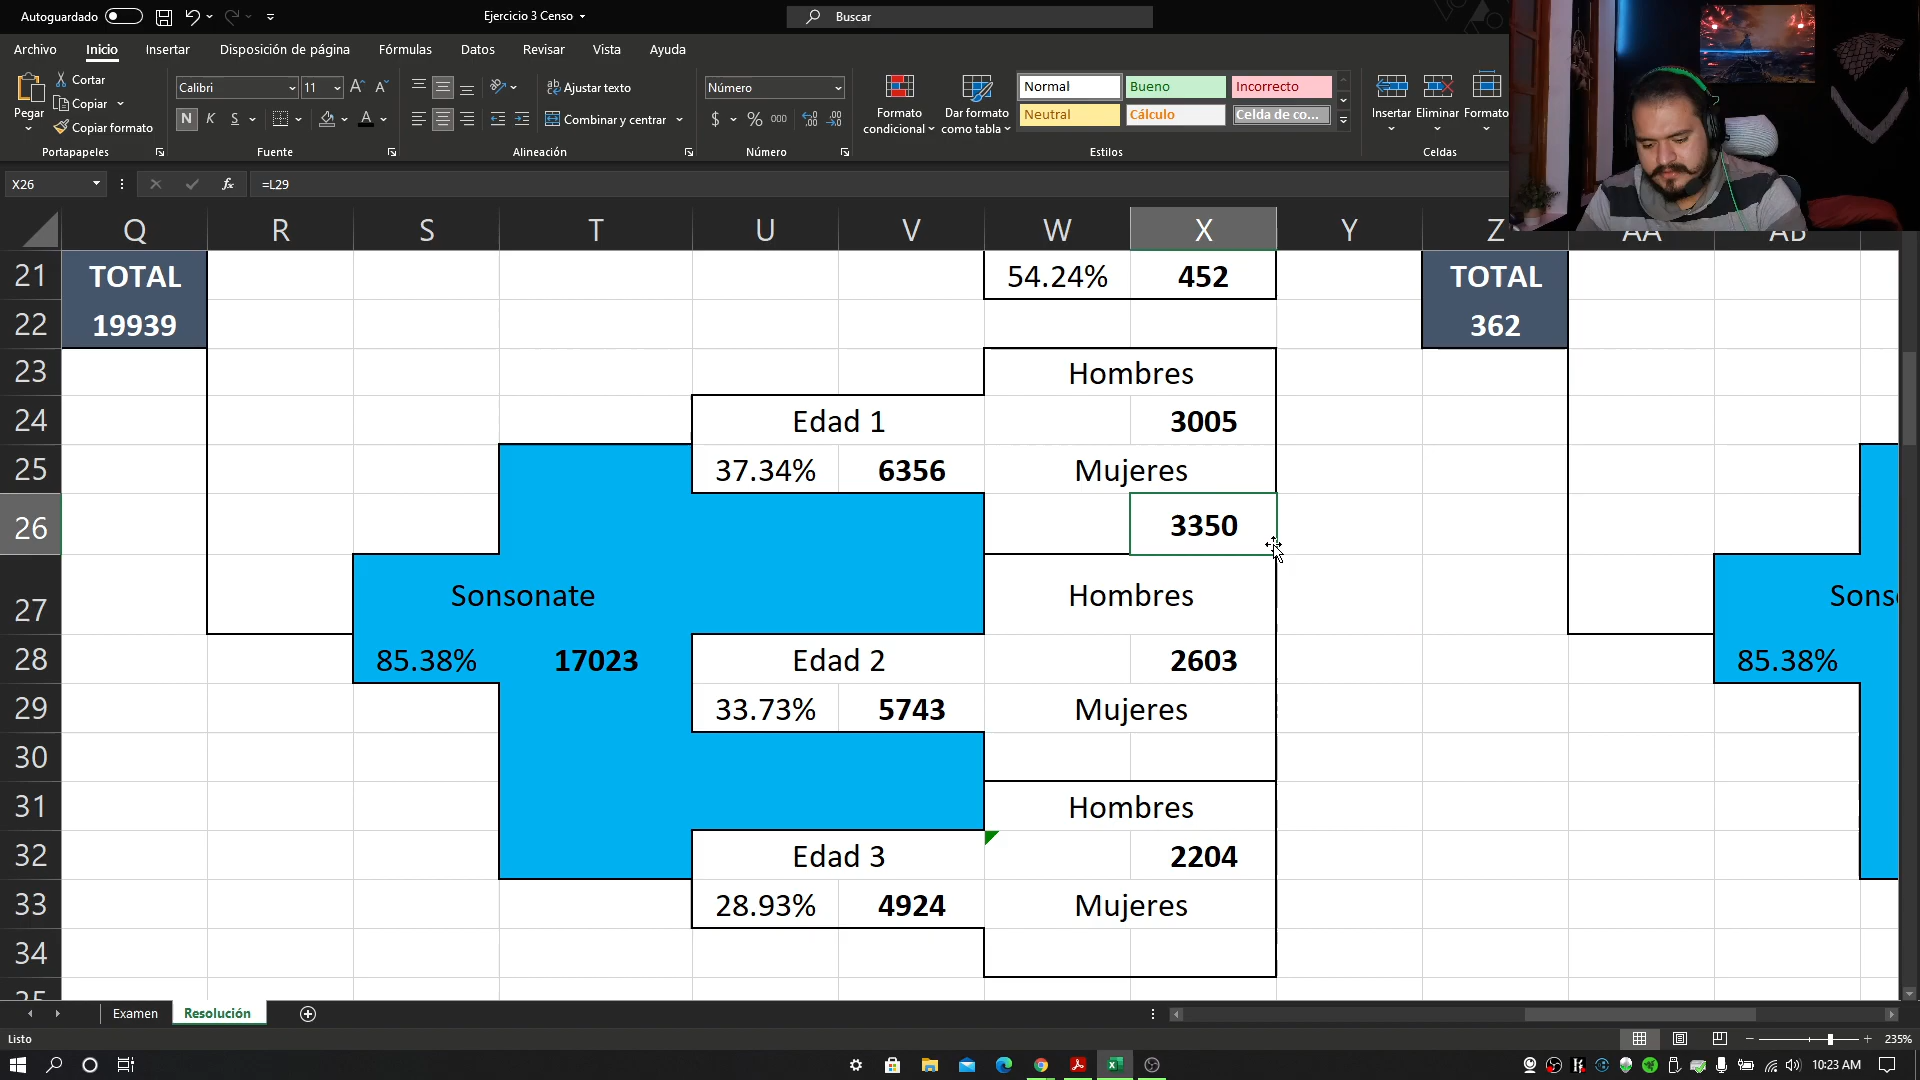 Autoguardado
Ejercicio 3 Censo
Buscar
Archivo Inicio Insertar Disposición de página Fórmulas Datos Revisar Vista Ayuda
Pegar
Cortar
Copiar
Copiar formato
Portapapeles
Calibri 11
N K S
Fuente
Ajustar texto
Combinar y centrar
Alineación
Número
$ % 000
Número
Formato condicional
Dar formato como tabla
Normal Bueno Incorrecto
Neutral Cálculo Celda de co...
Estilos
Insertar Eliminar Formato
Celdas
X26 fx =L29
Q R S T U V W X Y Z AA AB
21 TOTAL 54.24% 452 TOTAL
22 19939 362
23 Hombres
24 Edad 1 3005
25 37.34% 6356 Mujeres
26 3350
27 Sonsonate Hombres Sons
28 85.38% 17023 Edad 2 2603 85.38%
29 33.73% 5743 Mujeres
30
31 Hombres
32 Edad 3 2204
33 28.93% 4924 Mujeres
34
35
Examen Resolución
Listo 235%
10:23 AM